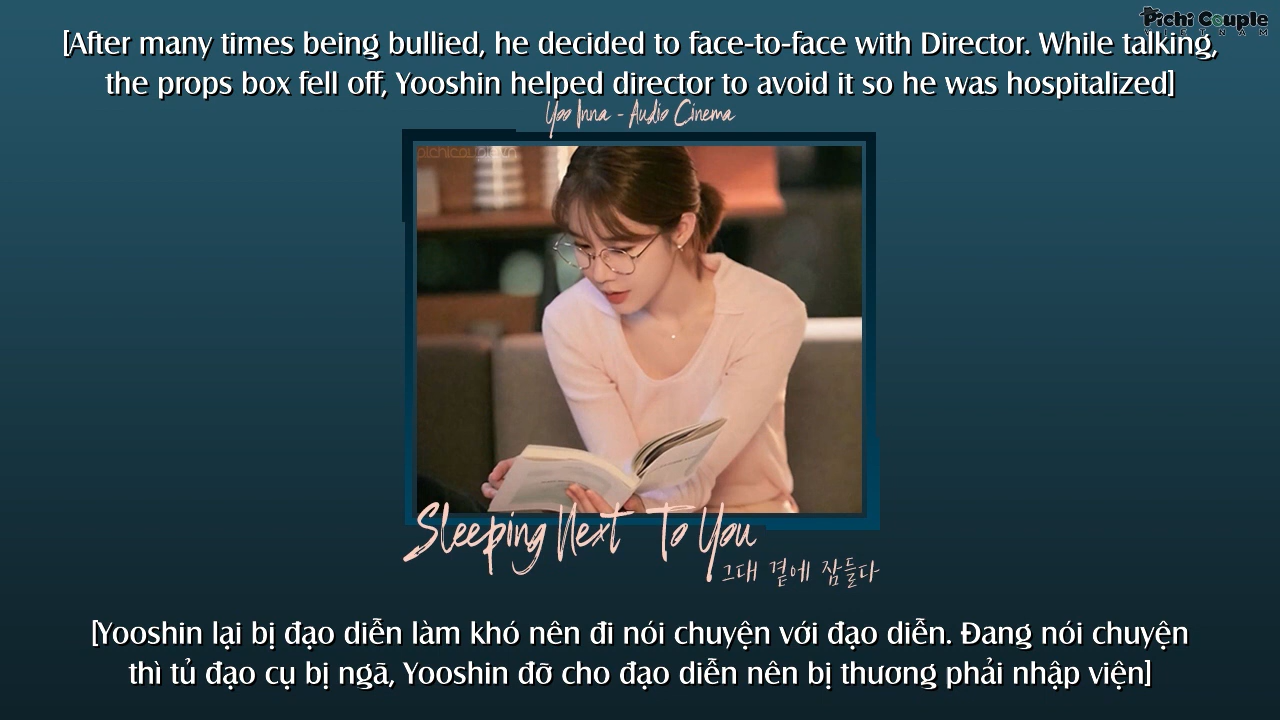 Pichi Couple
VIETNAM
[After many times being bullied, he decided to face-to-face with Director. While talking,
the props box fell off, Yooshin helped director to avoid it so he was hospitalized]
Yoo Inna - Audio Cinema
pichicouple.vn
Sleeping Next To You
그대 곁에 잠들다
[Yooshin lại bị đạo diễn làm khó nên đi nói chuyện với đạo diễn. Đang nói chuyện
thì tủ đạo cụ bị ngã, Yooshin đỡ cho đạo diễn nên bị thương phải nhập viện]